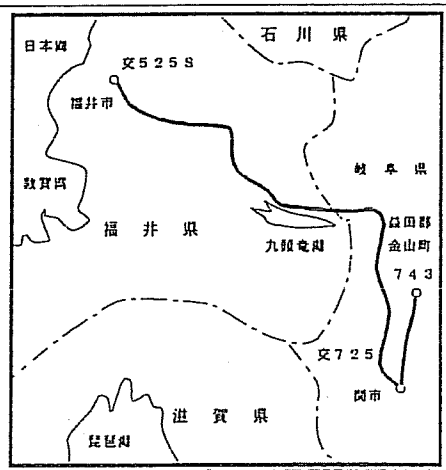 日本海
石川県
交525S
福井市
岐阜県
敦賀湾
益田郡
金山町
福井県
九頭竜湖
743
交725
関市
滋賀県
琵琶湖